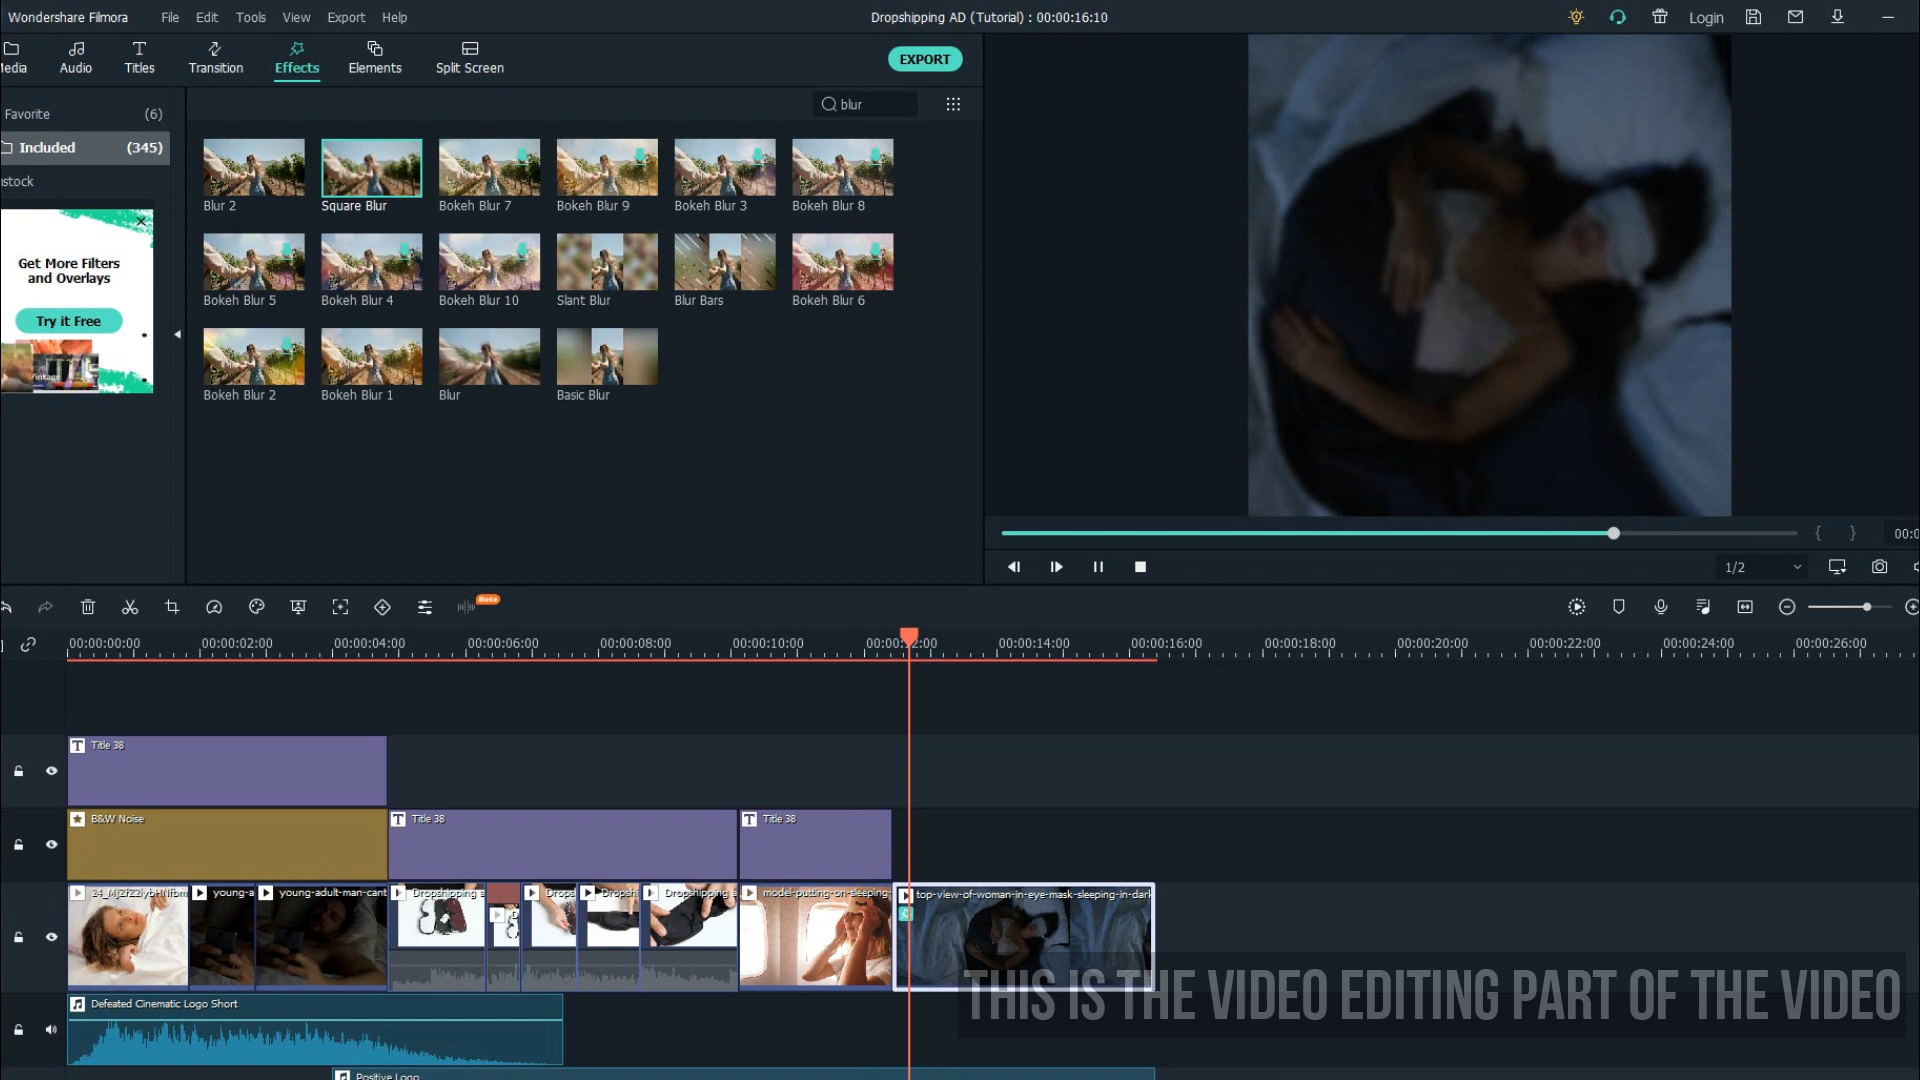 Wondershare Filmora File Edit Tools View Export Help Dropshipping AD (Tutorial) : 00:00:16:10 Login
edia Audio Titles Transition Effects Elements Split Screen EXPORT
Favorite (6)
blur
Included (345)
stock
Blur 2 Square Blur Bokeh Blur 7 Bokeh Blur 9 Bokeh Blur 3 Bokeh Blur 8
Get More Filters
and Overlays
Try it Free
Bokeh Blur 5 Bokeh Blur 4 Bokeh Blur 10 Slant Blur Blur Bars Bokeh Blur 6
Bokeh Blur 2 Bokeh Blur 1 Blur Basic Blur
{ } 00:0
1/2
Beta
00:00:00:00 00:00:02:00 00:00:04:00 00:00:06:00 00:00:08:00 00:00:10:00 00:00:14:00 00:00:16:00 00:00:18:00 00:00:20:00 00:00:22:00 00:00:24:00 00:00:26:00
Title 38
B&W Noise Title 38 Title 38
young-a young-adult-man-cant Dropshipping a Drops Dropshi Dropshipping a model-putting-on-sleeping- top-view-of-woman-in-eye-mask-sleeping-in-dark
THIS IS THE VIDEO EDITING PART OF THE VIDEO
Defeated Cinematic Logo Short
Positive Logo